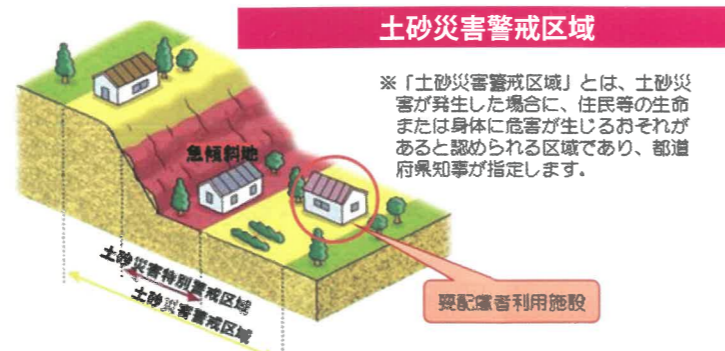 土砂災害警戒区域
※「土砂災害警戒区域」とは、土砂災
害が発生した場合に、住民等の生命
または身体に危害が生じるおそれが
あると認められる区域であり、都道
府県知事が指定します。
急傾斜地
土砂災害特別警戒区域
土砂災害警戒区域
要配慮者利用施設